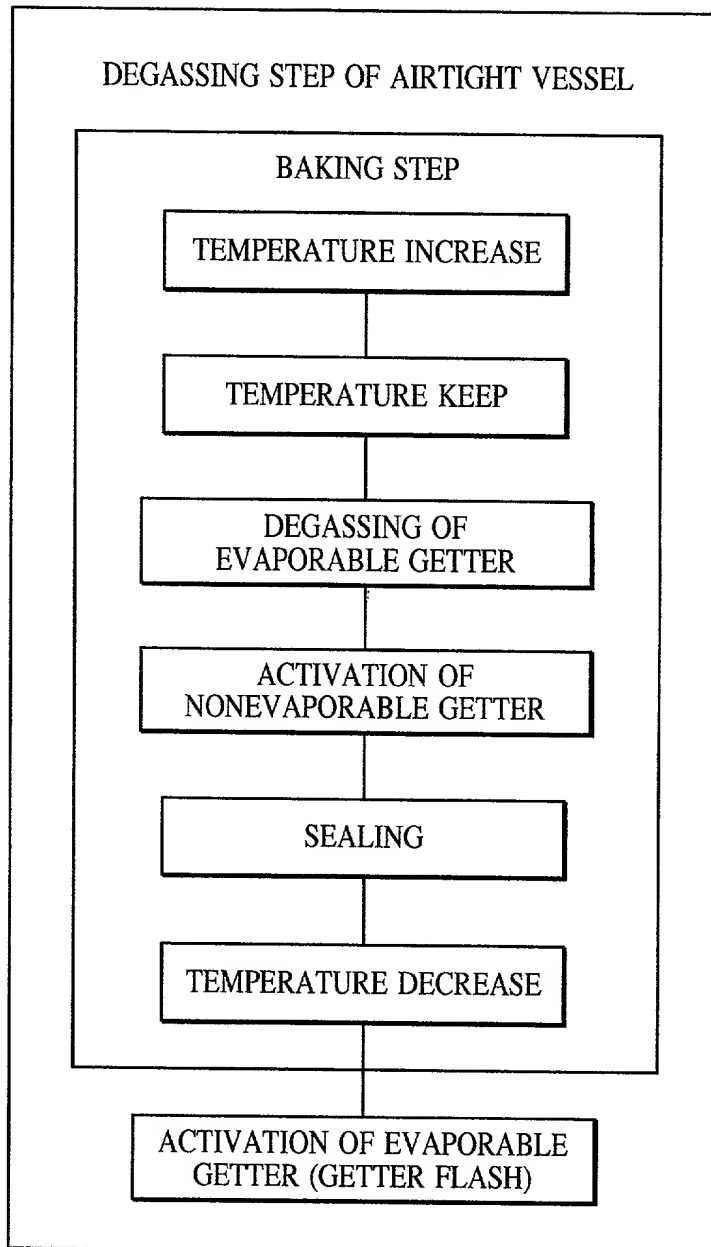 DEGASSING STEP OF AIRTIGHT VESSEL
BAKING STEP
TEMPERATURE INCREASE
TEMPERATURE KEEP
DEGASSING OF
EVAPORABLE GETTER
ACTIVATION OF
NONEVAPORABLE GETTER
SEALING
TEMPERATURE DECREASE
ACTIVATION OF EVAPORABLE
GETTER (GETTER FLASH)